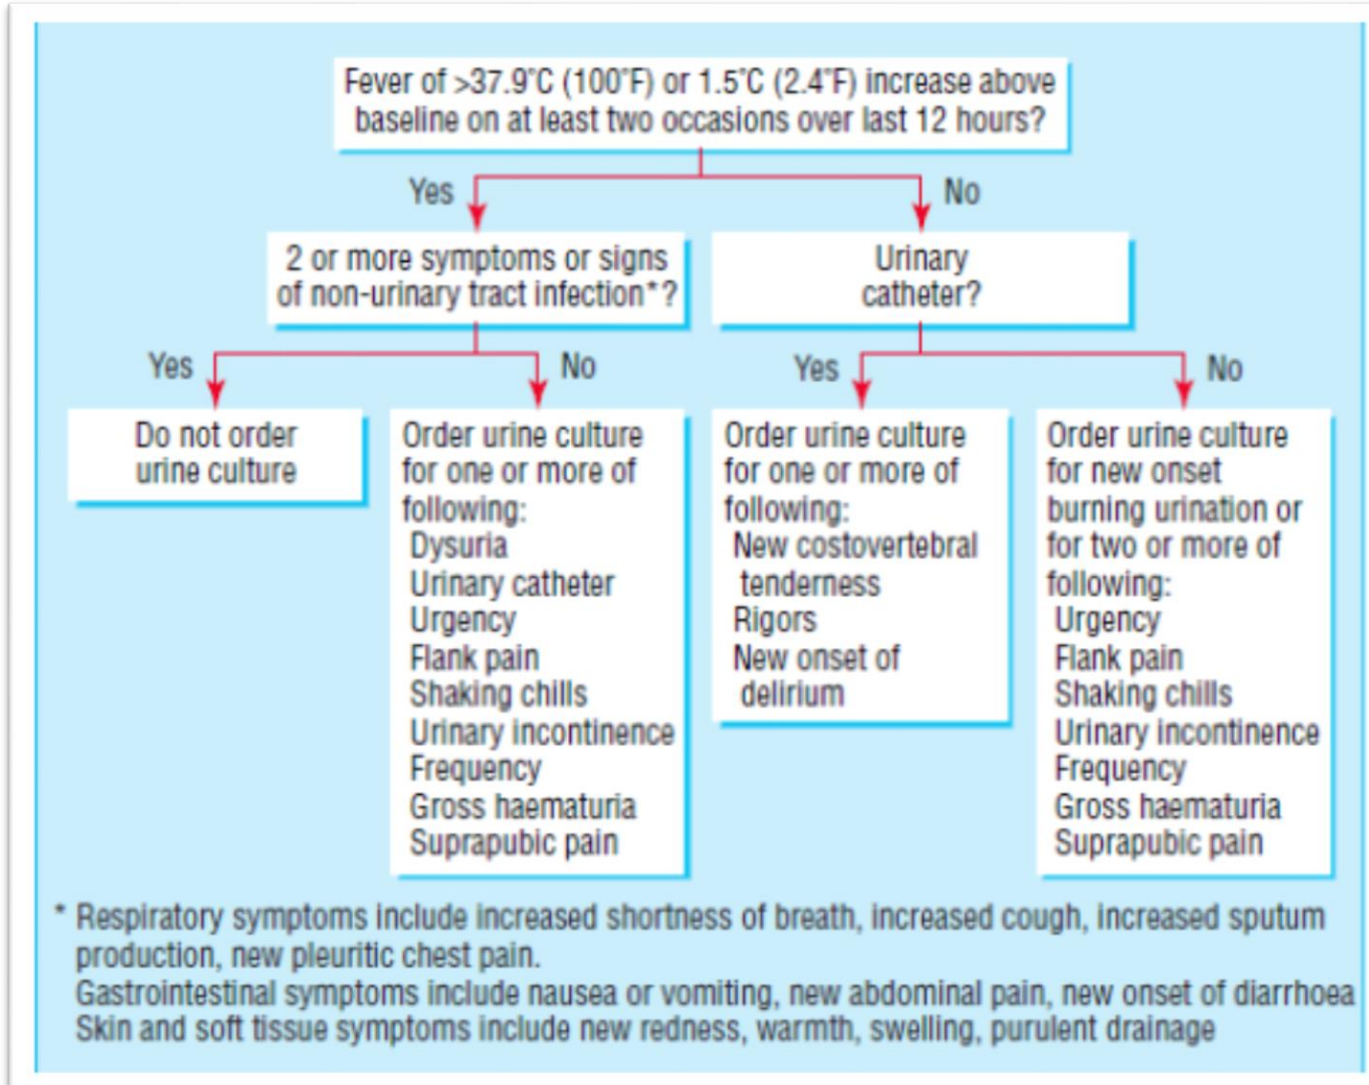 Fever of >37.9°C (100°F) or 1.5°C (2.4°F) increase above
baseline on at least two occasions over last 12 hours?
Yes
No
2 or more symptoms or signs
of non-urinary tract infection*?
Urinary
catheter?
Yes
No
Yes
No
Do not order
urine culture
Order urine culture
for one or more of
following:
Dysuria
Urinary catheter
Urgency
Flank pain
Shaking chills
Urinary incontinence
Frequency
Gross haematuria
Suprapubic pain
Order urine culture
for one or more of
following:
New costovertebral
tenderness
Rigors
New onset of
delirium
Order urine culture
for new onset
burning urination or
for two or more of
following:
Urgency
Flank pain
Shaking chills
Urinary incontinence
Frequency
Gross haematuria
Suprapubic pain
* Respiratory symptoms include increased shortness of breath, increased cough, increased sputum
production, new pleuritic chest pain.
Gastrointestinal symptoms include nausea or vomiting, new abdominal pain, new onset of diarrhoea
Skin and soft tissue symptoms include new redness, warmth, swelling, purulent drainage